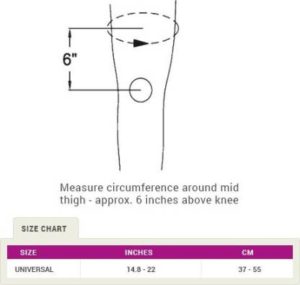 6"
Measure circumference around mid
thigh - approx. 6 inches above knee
SIZE CHART
SIZE INCHES CM
UNIVERSAL 14.8 - 22 37 - 55